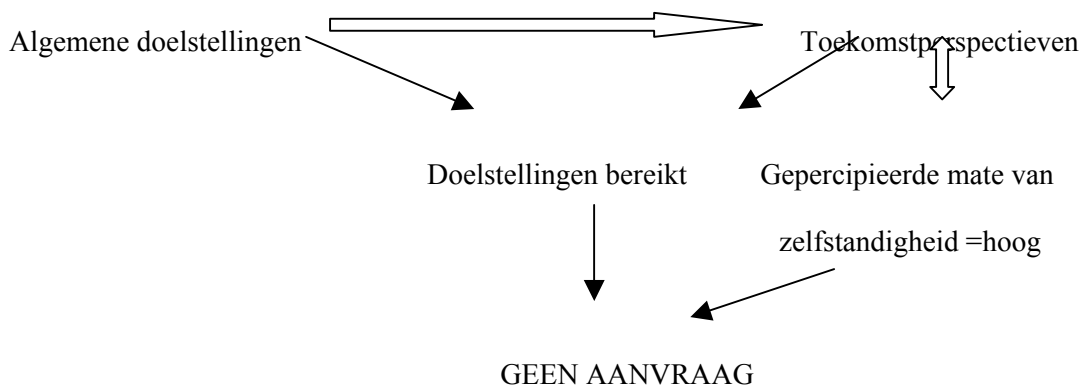 Algemene doelstellingen
Toekomstperspectieven
Doelstellingen bereikt
Gepercipieerde mate van
zelfstandigheid =hoog
GEEN AANVRAAG